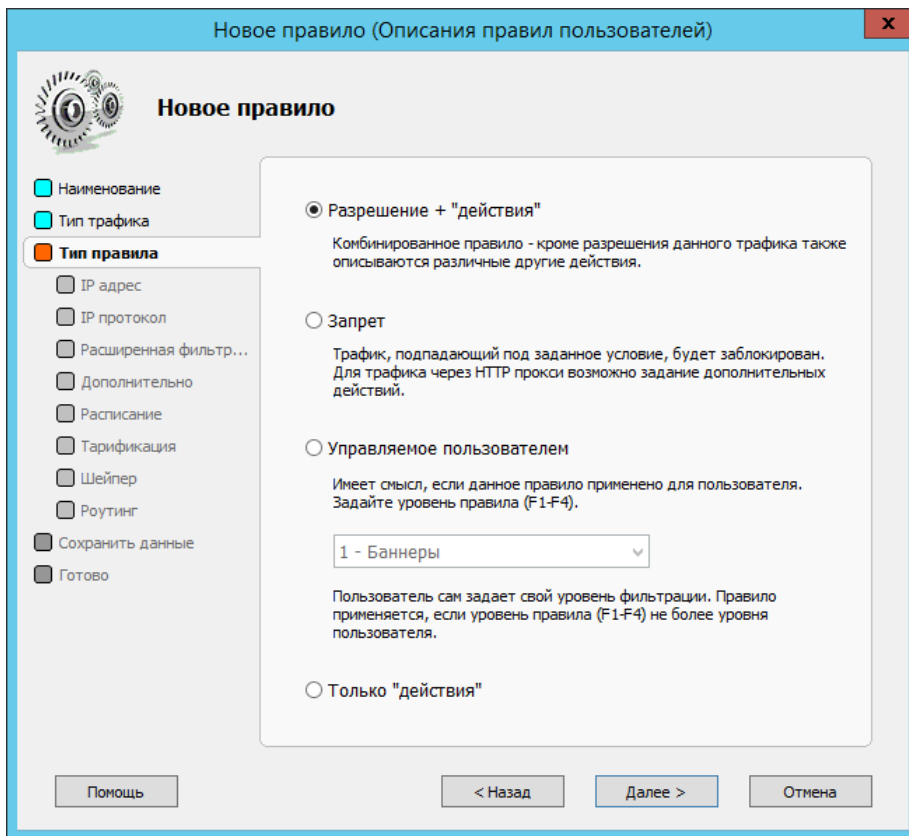 Новое правило (Описания правил пользователей)
x
Новое правило
Наименование
Тип трафика
Тип правила
IP адрес
IP протокол
Расширенная фильтр...
Дополнительно
Расписание
Тарификация
Шейпер
Роутинг
Сохранить данные
Готово
Разрешение + "действия"
Комбинированное правило - кроме разрешения данного трафика также
описываются различные другие действия.
Запрет
Трафик, подпадающий под заданное условие, будет заблокирован.
Для трафика через HTTP прокси возможно задание дополнительных
действий.
Управляемое пользователем
Имеет смысл, если данное правило применено для пользователя.
Задайте уровень правила (F1-F4).
1 - Баннеры
Пользователь сам задает свой уровень фильтрации. Правило
применяется, если уровень правила (F1-F4) не более уровня
пользователя.
Только "действия"
Помощь
< Назад
Далее >
Отмена